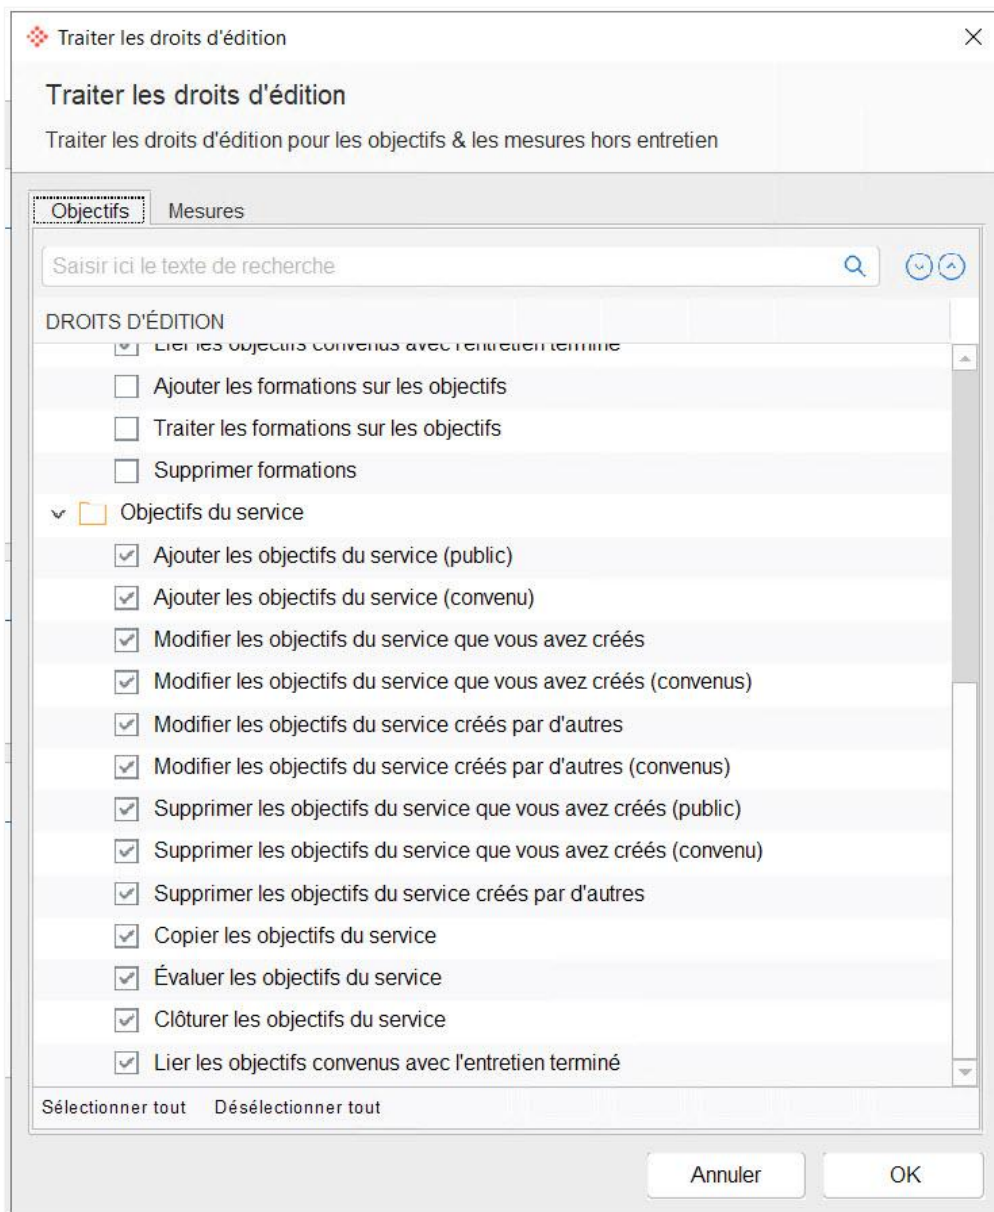 Traiter les droits d'édition
Traiter les droits d'édition
Traiter les droits d'édition pour les objectifs & les mesures hors entretien
Objectifs Mesures
Saisir ici le texte de recherche
DROITS D'ÉDITION
Lier les objectifs convenus avec l'entretien terminé
Ajouter les formations sur les objectifs
Traiter les formations sur les objectifs
Supprimer formations
Objectifs du service
Ajouter les objectifs du service (public)
Ajouter les objectifs du service (convenu)
Modifier les objectifs du service que vous avez créés
Modifier les objectifs du service que vous avez créés (convenus)
Modifier les objectifs du service créés par d'autres
Modifier les objectifs du service créés par d'autres (convenus)
Supprimer les objectifs du service que vous avez créés (public)
Supprimer les objectifs du service que vous avez créés (convenu)
Supprimer les objectifs du service créés par d'autres
Copier les objectifs du service
Évaluer les objectifs du service
Clôturer les objectifs du service
Lier les objectifs convenus avec l'entretien terminé
Sélectionner tout Désélectionner tout
Annuler OK